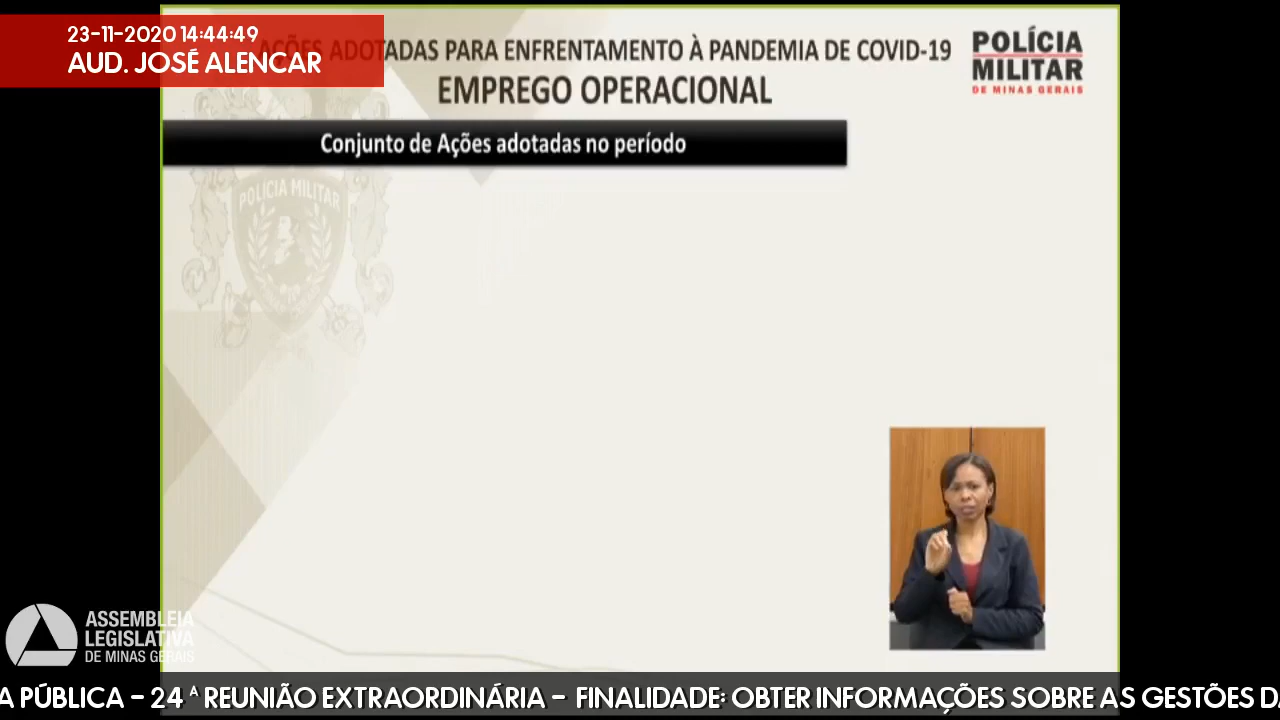 23-11-2020 14:44:49
AUD. JOSÉ ALENCAR
AÇÕES ADOTADAS PARA ENFRENTAMENTO À PANDEMIA DE COVID-19
EMPREGO OPERACIONAL
POLÍCIA
MILITAR
DE MINAS GERAIS
Conjunto de Ações adotadas no período
POLÍCIA MILITAR
ASSEMBLEIA
LEGISLATIVA
DE MINAS GERAIS
A PÚBLICA - 24ª REUNIÃO EXTRAORDINÁRIA - FINALIDADE: OBTER INFORMAÇÕES SOBRE AS GESTÕES DA